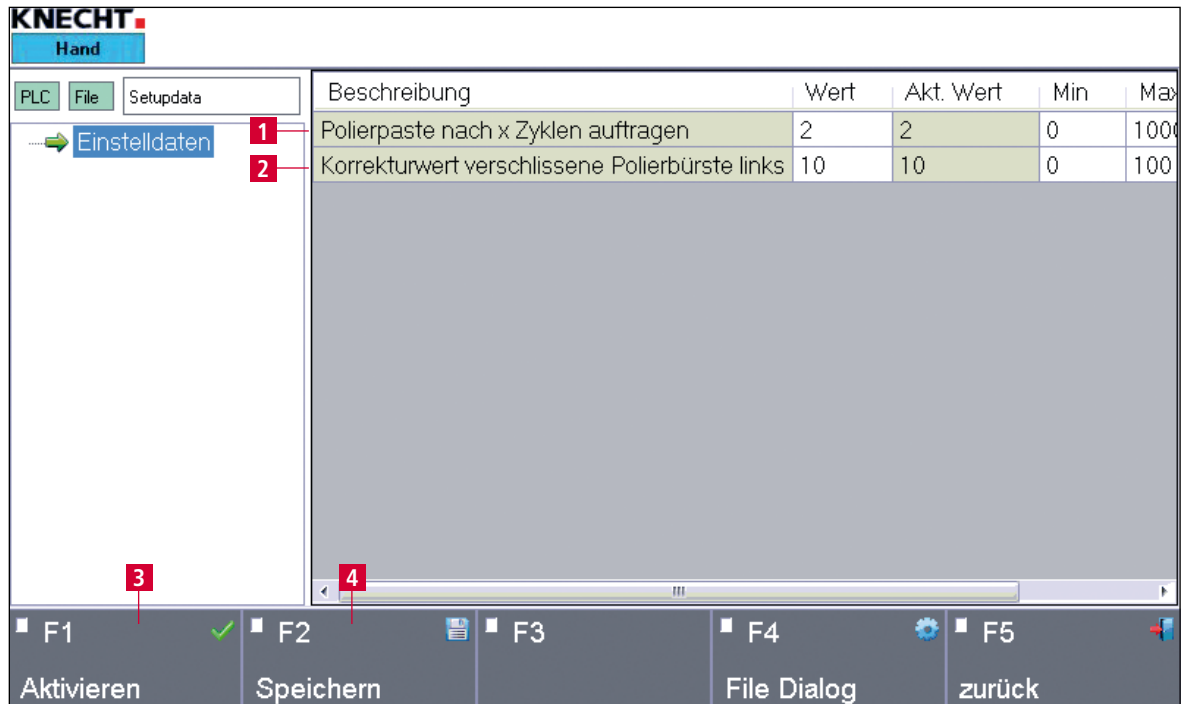 KNECHT
Hand
PLC File Setupdata
Einstelldaten
Beschreibung Wert Akt. Wert Min Max
1 Polierpaste nach x Zyklen auftragen 2 2 0 1000
2 Korrekturwert verschlissene Polierbürste links 10 10 0 100
3 4
F1 F2 F3 F4 F5
Aktivieren Speichern File Dialog zurück